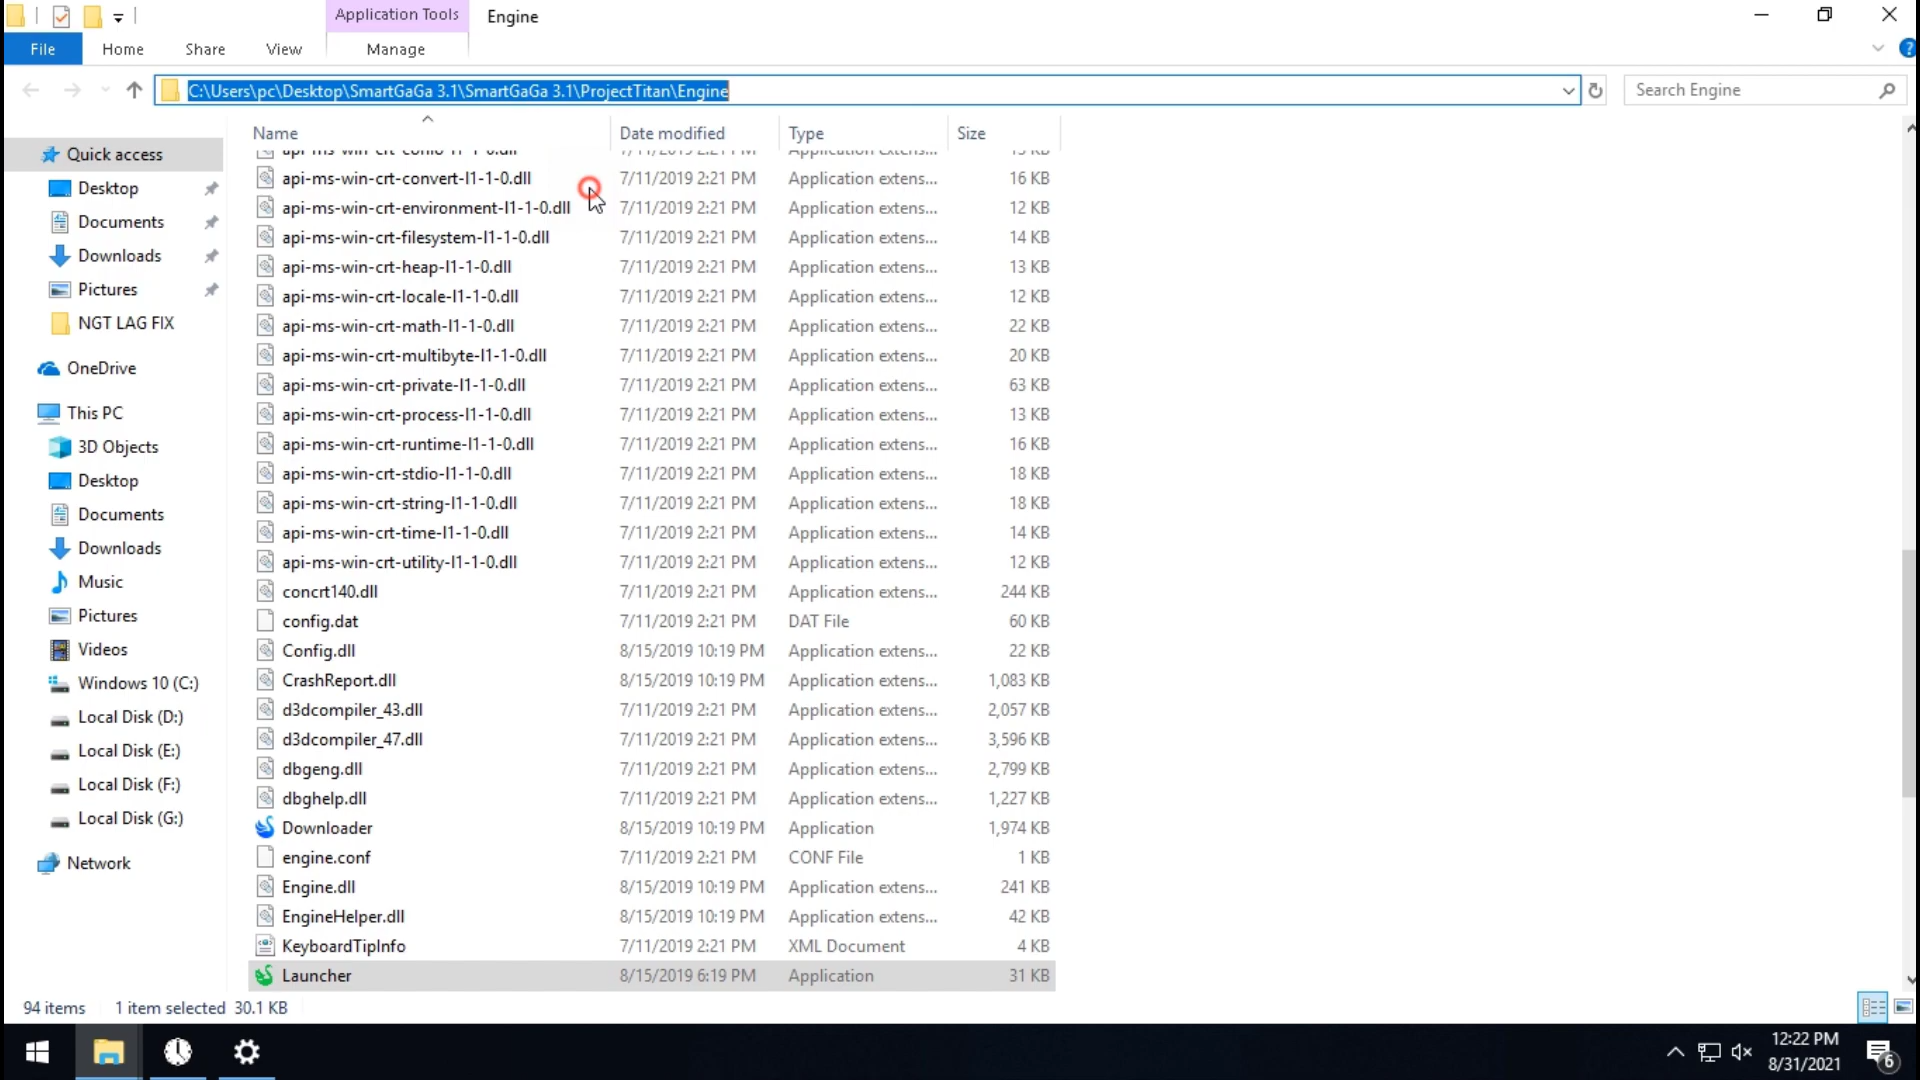 Application Tools
Engine
File
Home
Share
View
Manage
C:\Users\pc\Desktop\SmartGaGa 3.1\SmartGaGa 3.1\ProjectTitan\Engine
Search Engine
Name
Date modified
Type
Size
Quick access
Desktop
Documents
Downloads
Pictures
NGT LAG FIX
OneDrive
This PC
3D Objects
Desktop
Documents
Downloads
Music
Pictures
Videos
Windows 10 (C:)
Local Disk (D:)
Local Disk (E:)
Local Disk (F:)
Local Disk (G:)
Network
api-ms-win-crt-convert-l1-1-0.dll 7/11/2019 2:21 PM Application extens... 16 KB
api-ms-win-crt-environment-l1-1-0.dll 7/11/2019 2:21 PM Application extens... 12 KB
api-ms-win-crt-filesystem-l1-1-0.dll 7/11/2019 2:21 PM Application extens... 14 KB
api-ms-win-crt-heap-l1-1-0.dll 7/11/2019 2:21 PM Application extens... 13 KB
api-ms-win-crt-locale-l1-1-0.dll 7/11/2019 2:21 PM Application extens... 12 KB
api-ms-win-crt-math-l1-1-0.dll 7/11/2019 2:21 PM Application extens... 22 KB
api-ms-win-crt-multibyte-l1-1-0.dll 7/11/2019 2:21 PM Application extens... 20 KB
api-ms-win-crt-private-l1-1-0.dll 7/11/2019 2:21 PM Application extens... 63 KB
api-ms-win-crt-process-l1-1-0.dll 7/11/2019 2:21 PM Application extens... 13 KB
api-ms-win-crt-runtime-l1-1-0.dll 7/11/2019 2:21 PM Application extens... 16 KB
api-ms-win-crt-stdio-l1-1-0.dll 7/11/2019 2:21 PM Application extens... 18 KB
api-ms-win-crt-string-l1-1-0.dll 7/11/2019 2:21 PM Application extens... 18 KB
api-ms-win-crt-time-l1-1-0.dll 7/11/2019 2:21 PM Application extens... 14 KB
api-ms-win-crt-utility-l1-1-0.dll 7/11/2019 2:21 PM Application extens... 12 KB
concrt140.dll 7/11/2019 2:21 PM Application extens... 244 KB
config.dat 7/11/2019 2:21 PM DAT File 60 KB
Config.dll 8/15/2019 10:19 PM Application extens... 22 KB
CrashReport.dll 8/15/2019 10:19 PM Application extens... 1,083 KB
d3dcompiler_43.dll 7/11/2019 2:21 PM Application extens... 2,057 KB
d3dcompiler_47.dll 7/11/2019 2:21 PM Application extens... 3,596 KB
dbgeng.dll 7/11/2019 2:21 PM Application extens... 2,799 KB
dbghelp.dll 7/11/2019 2:21 PM Application extens... 1,227 KB
Downloader 8/15/2019 10:19 PM Application 1,974 KB
engine.conf 7/11/2019 2:21 PM CONF File 1 KB
Engine.dll 8/15/2019 10:19 PM Application extens... 241 KB
EngineHelper.dll 8/15/2019 10:19 PM Application extens... 42 KB
KeyboardTipInfo 7/11/2019 2:21 PM XML Document 4 KB
Launcher 8/15/2019 6:19 PM Application 31 KB
94 items 1 item selected 30.1 KB
12:22 PM
8/31/2021
6